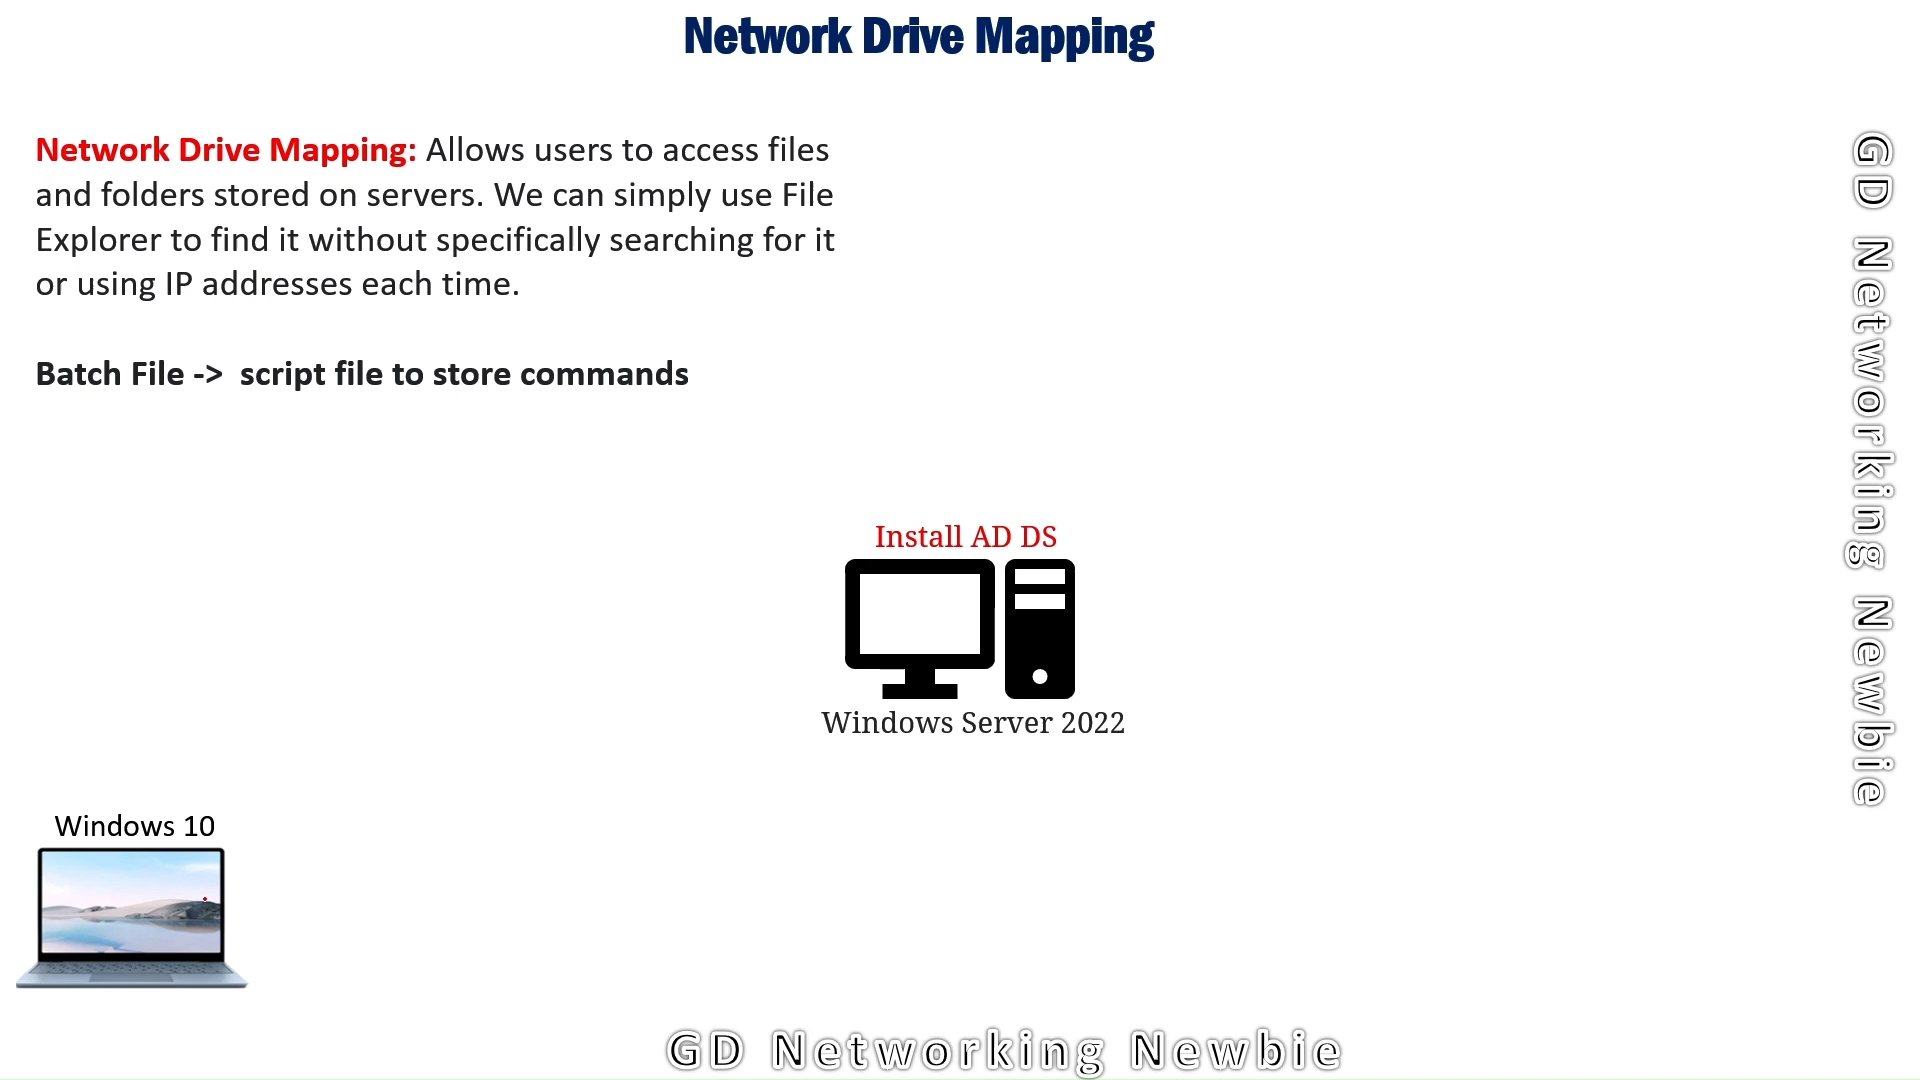 Network Drive Mapping
Network Drive Mapping: Allows users to access files
and folders stored on servers. We can simply use File
Explorer to find it without specifically searching for it
or using IP addresses each time.
Batch File -> script file to store commands
Install AD DS
Windows Server 2022
Windows 10
GD Networking Newbie
GD Networking Newbie